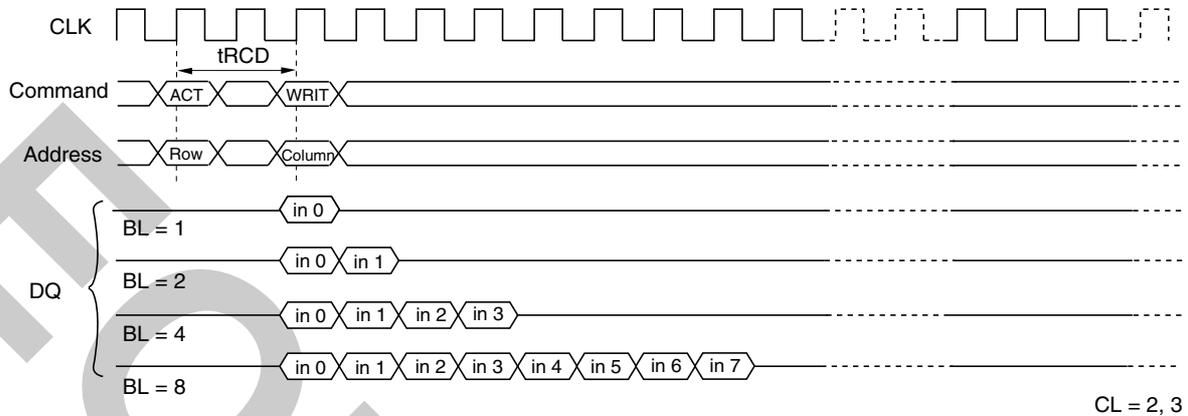 CLK
tRCD
Command ACT WRIT
Address Row Column
in 0
BL = 1
in 0 in 1
BL = 2
DQ
in 0 in 1 in 2 in 3
BL = 4
in 0 in 1 in 2 in 3 in 4 in 5 in 6 in 7
BL = 8
CL = 2, 3